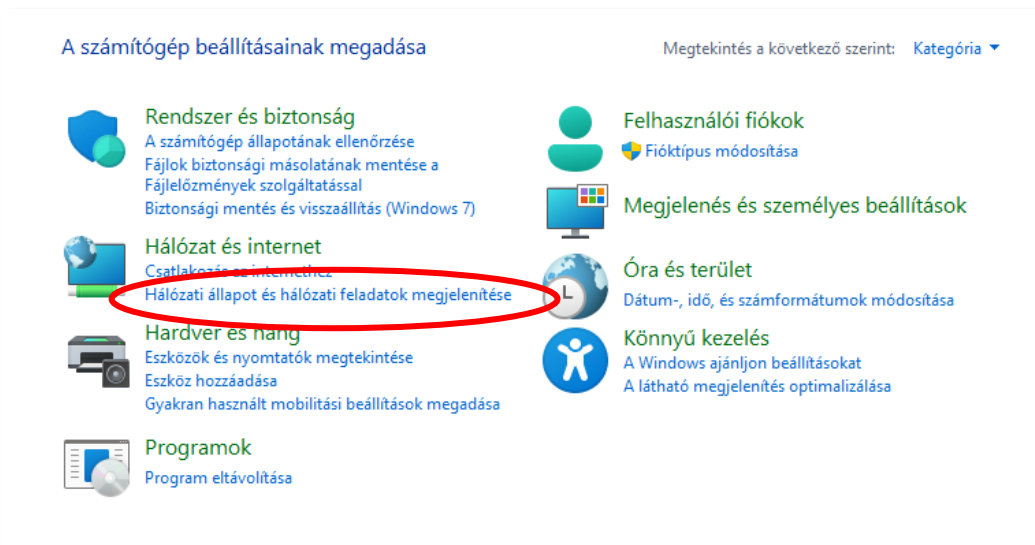 A számítógép beállításainak megadása
Megtekintés a következő szerint: Kategória
Rendszer és biztonság
A számítógép állapotának ellenőrzése
Fájlok biztonsági másolatának mentése a
Fájlelőzmények szolgáltatással
Biztonsági mentés és visszaállítás (Windows 7)
Hálózat és internet
Csatlakozás az internethez
Hálózati állapot és hálózati feladatok megjelenítése
Hardver és hang
Eszközök és nyomtatók megtekintése
Eszköz hozzáadása
Gyakran használt mobilitási beállítások megadása
Programok
Program eltávolítása
Felhasználói fiókok
Fióktípus módosítása
Megjelenés és személyes beállítások
Óra és terület
Dátum-, idő, és számformátumok módosítása
Könnyű kezelés
A Windows ajánljon beállításokat
A látható megjelenítés optimalizálása